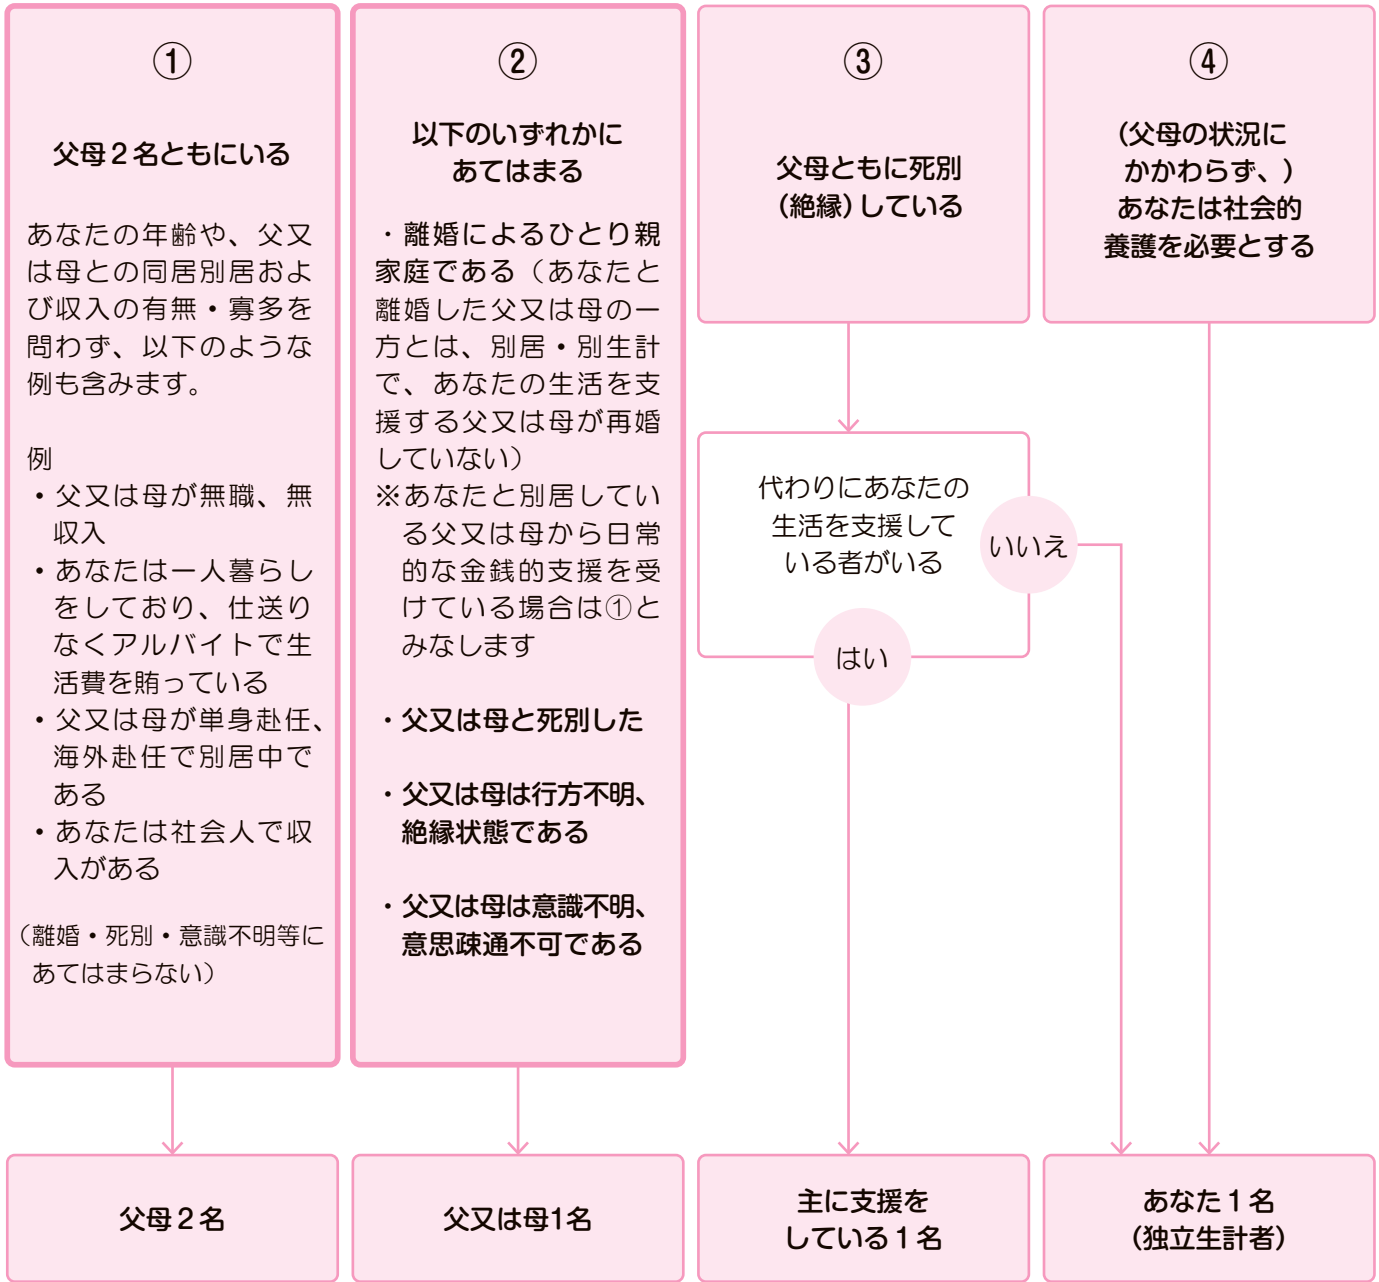 ①
父母２名ともにいる
あなたの年齢や、父又
は母との同居別居およ
び収入の有無・寡多を
問わず、以下のような
例も含みます。
例
・父又は母が無職、無
収入
・あなたは一人暮らし
をしており、仕送り
なくアルバイトで生
活費を賄っている
・父又は母が単身赴任、
海外赴任で別居中で
ある
・あなたは社会人で収
入がある
（離婚・死別・意識不明等に
あてはまらない）
②
以下のいずれかに
あてはまる
・離婚によるひとり親
家庭である（あなたと
離婚した父又は母の一
方とは、別居・別生計
で、あなたの生活を支
援する父又は母が再婚
していない）
※あなたと別居してい
る父又は母から日常
的な金銭的支援を受
けている場合は①と
みなします
・父又は母と死別した
・父又は母は行方不明、
絶縁状態である
・父又は母は意識不明、
意思疎通不可である
③
父母ともに死別
（絶縁）している
④
（父母の状況に
かかわらず、）
あなたは社会的
養護を必要とする
代わりにあなたの
生活を支援して
いる者がいる
いいえ
はい
父母２名
父又は母1名
主に支援を
している１名
あなた１名
（独立生計者）